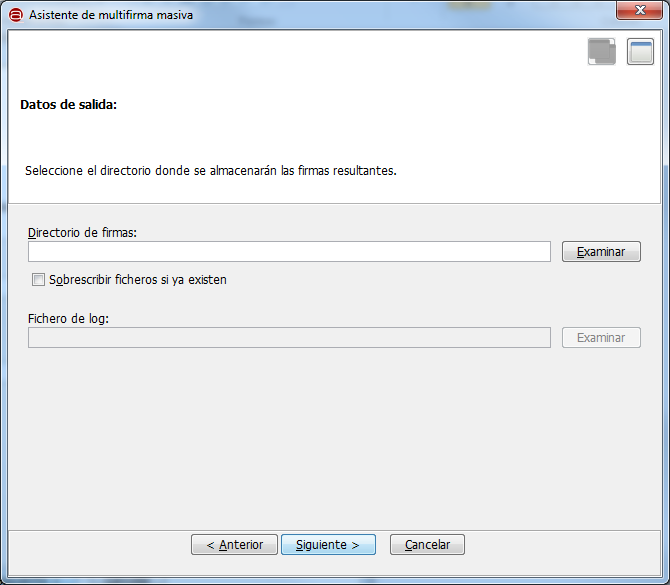 Asistente de multifirma masiva
Datos de salida:
Seleccione el directorio donde se almacenarán las firmas resultantes.
Directorio de firmas:
Examinar
Sobrescribir ficheros si ya existen
Fichero de log:
Examinar
< Anterior
Siguiente >
Cancelar